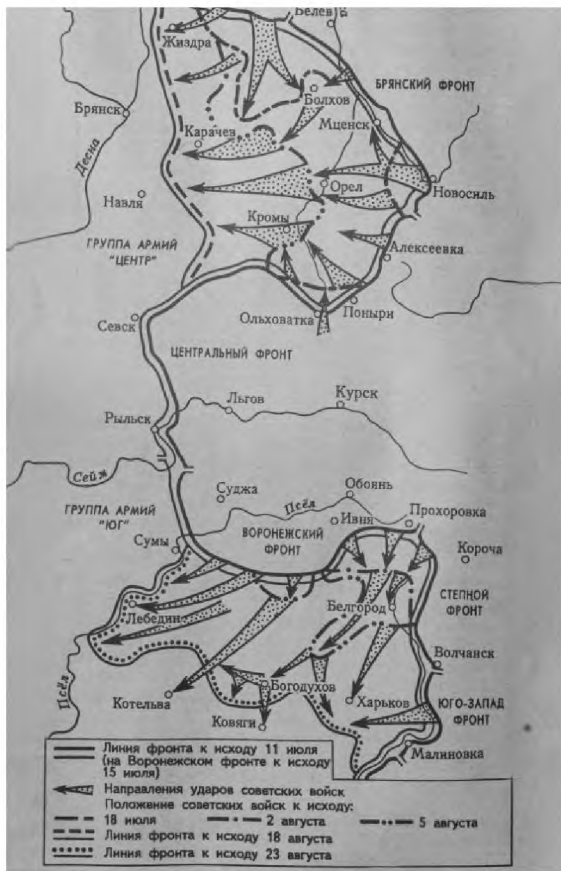 Белев
Жиздра
БРЯНСКИЙ ФРОНТ
Болхов
Брянск
Мценск
Карачев
Десна
Орел
Новосиль
Навля
Кромы
ГРУППА АРМИЙ
"ЦЕНТР"
Алексеевка
Поныри
Ольховатка
Севск
ЦЕНТРАЛЬНЫЙ ФРОНТ
Льгов
Курск
Рыльск
Сейм
Суджа
Обоянь
Псёл
ГРУППА АРМИЙ
"ЮГ"
Ивня
Прохоровка
ВОРОНЕЖСКИЙ
ФРОНТ
Сумы
Короча
СТЕПНОЙ
ФРОНТ
Белгород
Лебедин
Волчанск
Псёл
Богодухов
Котельва
Харьков
ЮГО-ЗАПАД
ФРОНТ
Ковяги
Малиновка
Линия фронта к исходу 11 июля
(на Воронежском фронте к исходу
15 июля)
Направления ударов советских войск
Положение советских войск к исходу:
18 июля 2 августа 5 августа
Линия фронта к исходу 18 августа
Линия фронта к исходу 23 августа